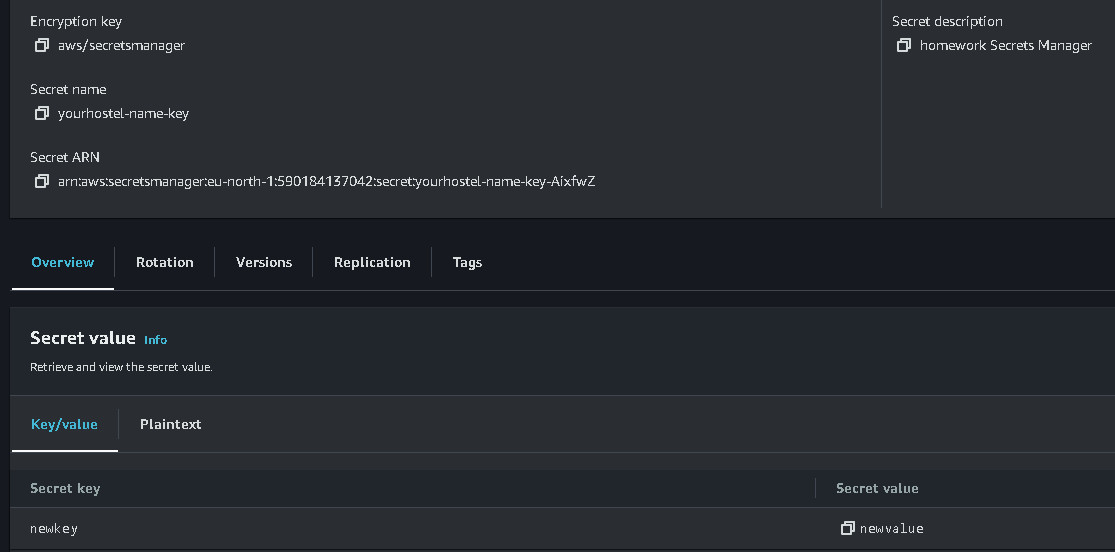 Encryption key
aws/secretsmanager
Secret description
homework Secrets Manager
Secret name
yourhostel-name-key
Secret ARN
arn:aws:secretsmanager:eu-north-1:590184137042:secret:yourhostel-name-key-AixfwZ
Overview
Rotation
Versions
Replication
Tags
Secret value Info
Retrieve and view the secret value.
Key/value
Plaintext
Secret key
Secret value
newkey
newvalue